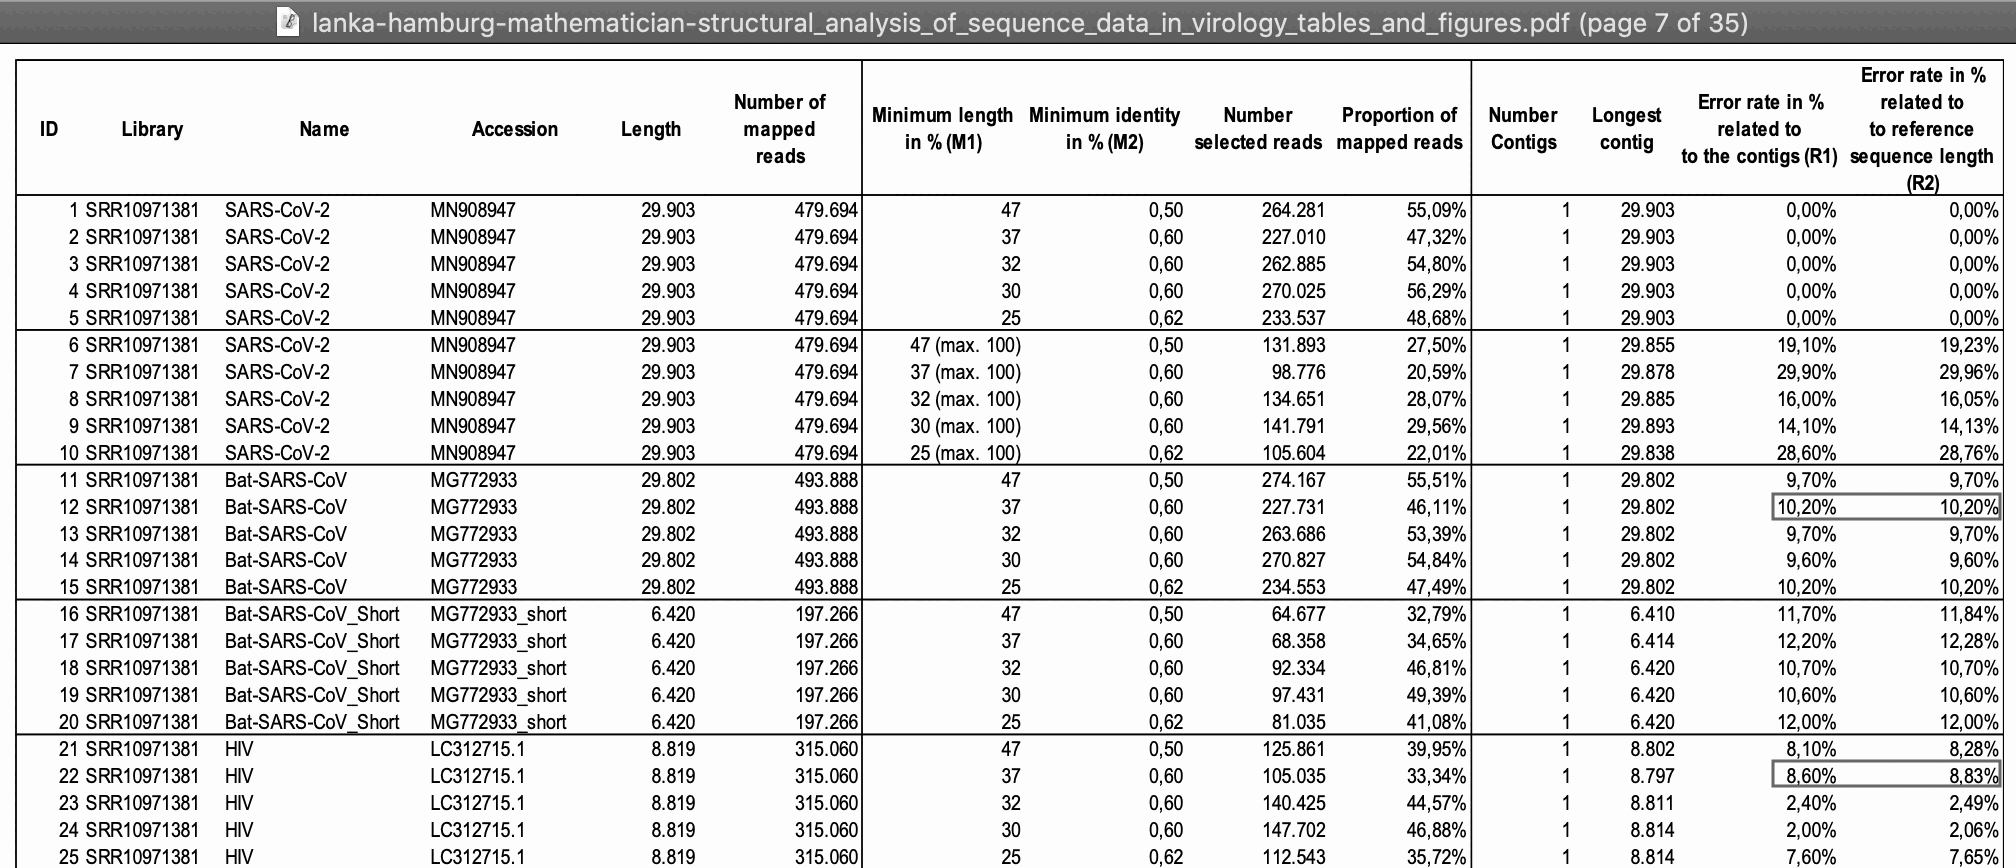 lanka-hamburg-mathematician-structural_analysis_of_sequence_data_in_virology_tables_and_figures.pdf (page 7 of 35)
ID Library Name Accession Length Number of mapped reads Minimum length in % (M1) Minimum identity in % (M2) Number selected reads Proportion of mapped reads Number Contigs Longest contig Error rate in % related to to the contigs (R1) Error rate in % related to to reference sequence length (R2)
1 SRR10971381 SARS-CoV-2 MN908947 29.903 479.694 47 0,50 264.281 55,09% 1 29.903 0,00% 0,00%
2 SRR10971381 SARS-CoV-2 MN908947 29.903 479.694 37 0,60 227.010 47,32% 1 29.903 0,00% 0,00%
3 SRR10971381 SARS-CoV-2 MN908947 29.903 479.694 32 0,60 262.885 54,80% 1 29.903 0,00% 0,00%
4 SRR10971381 SARS-CoV-2 MN908947 29.903 479.694 30 0,60 270.025 56,29% 1 29.903 0,00% 0,00%
5 SRR10971381 SARS-CoV-2 MN908947 29.903 479.694 25 0,62 233.537 48,68% 1 29.903 0,00% 0,00%
6 SRR10971381 SARS-CoV-2 MN908947 29.903 479.694 47 (max. 100) 0,50 131.893 27,50% 1 29.855 19,10% 19,23%
7 SRR10971381 SARS-CoV-2 MN908947 29.903 479.694 37 (max. 100) 0,60 98.776 20,59% 1 29.878 29,90% 29,96%
8 SRR10971381 SARS-CoV-2 MN908947 29.903 479.694 32 (max. 100) 0,60 134.651 28,07% 1 29.885 16,00% 16,05%
9 SRR10971381 SARS-CoV-2 MN908947 29.903 479.694 30 (max. 100) 0,60 141.791 29,56% 1 29.893 14,10% 14,13%
10 SRR10971381 SARS-CoV-2 MN908947 29.903 479.694 25 (max. 100) 0,62 105.604 22,01% 1 29.838 28,60% 28,76%
11 SRR10971381 Bat-SARS-CoV MG772933 29.802 493.888 47 0,50 274.167 55,51% 1 29.802 9,70% 9,70%
12 SRR10971381 Bat-SARS-CoV MG772933 29.802 493.888 37 0,60 227.731 46,11% 1 29.802 10,20% 10,20%
13 SRR10971381 Bat-SARS-CoV MG772933 29.802 493.888 32 0,60 263.686 53,39% 1 29.802 9,70% 9,70%
14 SRR10971381 Bat-SARS-CoV MG772933 29.802 493.888 30 0,60 270.827 54,84% 1 29.802 9,60% 9,60%
15 SRR10971381 Bat-SARS-CoV MG772933 29.802 493.888 25 0,62 234.553 47,49% 1 29.802 10,20% 10,20%
16 SRR10971381 Bat-SARS-CoV_Short MG772933_short 6.420 197.266 47 0,50 64.677 32,79% 1 6.410 11,70% 11,84%
17 SRR10971381 Bat-SARS-CoV_Short MG772933_short 6.420 197.266 37 0,60 68.358 34,65% 1 6.414 12,20% 12,28%
18 SRR10971381 Bat-SARS-CoV_Short MG772933_short 6.420 197.266 32 0,60 92.334 46,81% 1 6.420 10,70% 10,70%
19 SRR10971381 Bat-SARS-CoV_Short MG772933_short 6.420 197.266 30 0,60 97.431 49,39% 1 6.420 10,60% 10,60%
20 SRR10971381 Bat-SARS-CoV_Short MG772933_short 6.420 197.266 25 0,62 81.035 41,08% 1 6.420 12,00% 12,00%
21 SRR10971381 HIV LC312715.1 8.819 315.060 47 0,50 125.861 39,95% 1 8.802 8,10% 8,28%
22 SRR10971381 HIV LC312715.1 8.819 315.060 37 0,60 105.035 33,34% 1 8.797 8,60% 8,83%
23 SRR10971381 HIV LC312715.1 8.819 315.060 32 0,60 140.425 44,57% 1 8.811 2,40% 2,49%
24 SRR10971381 HIV LC312715.1 8.819 315.060 30 0,60 147.702 46,88% 1 8.814 2,00% 2,06%
25 SRR10971381 HIV LC312715.1 8.819 315.060 25 0,62 112.543 35,72% 1 8.814 7,60% 7,65%